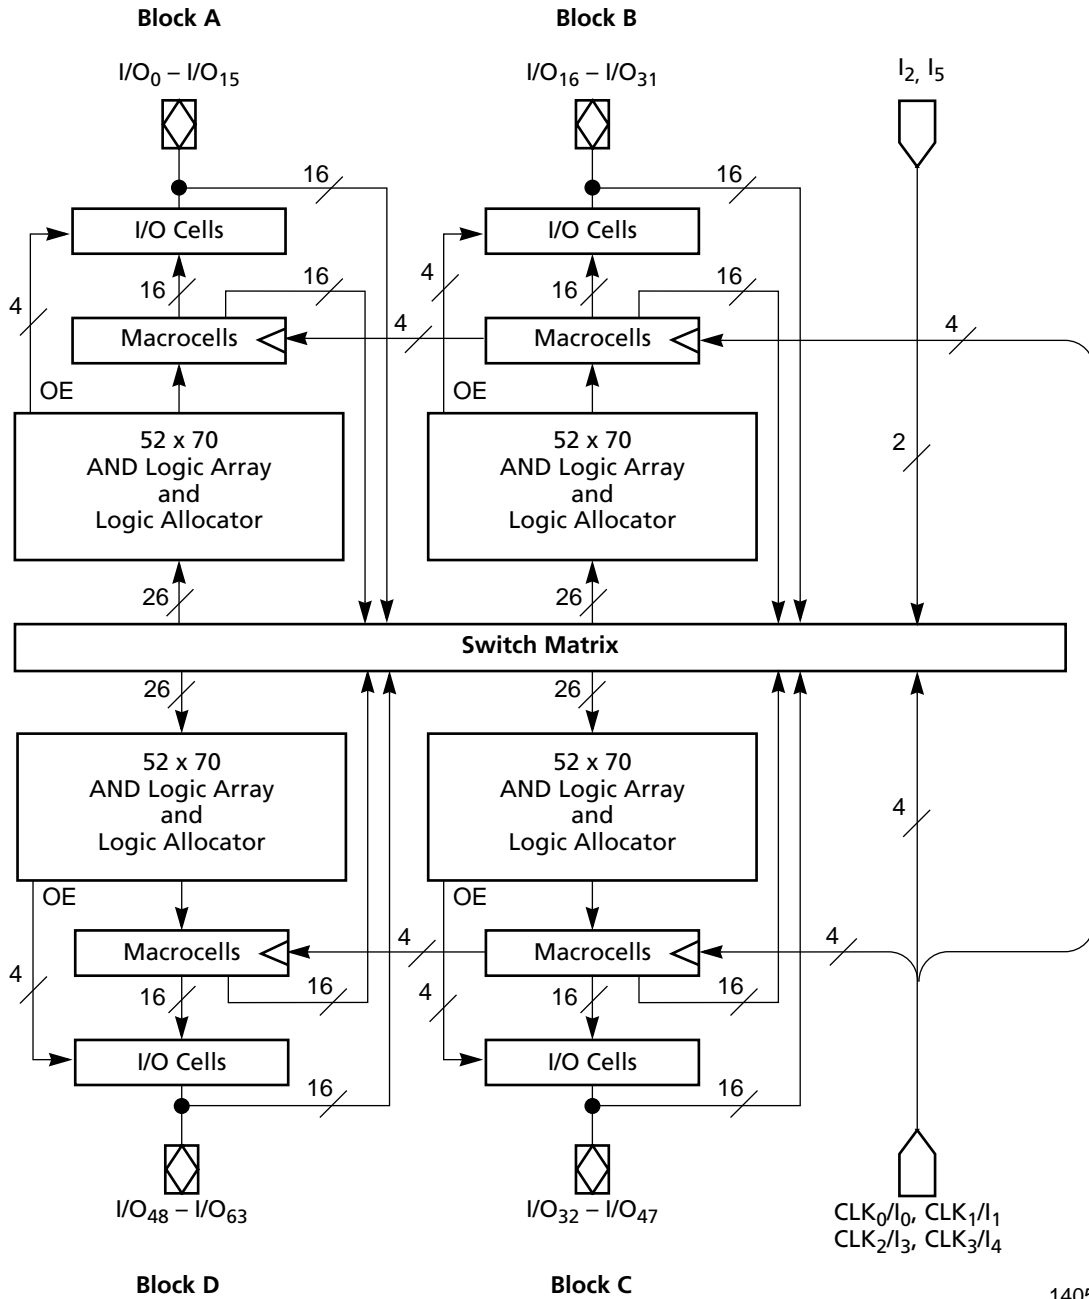 Block A
Block B
I/O0 – I/O15
I/O16 – I/O31
I2, I5
16
16
I/O Cells
I/O Cells
4
16
16
4
16
16
Macrocells
4
Macrocells
4
OE
OE
52 x 70
AND Logic Array
and
Logic Allocator
52 x 70
AND Logic Array
and
Logic Allocator
2
26
26
Switch Matrix
26
26
52 x 70
AND Logic Array
and
Logic Allocator
52 x 70
AND Logic Array
and
Logic Allocator
4
OE
OE
Macrocells
4
Macrocells
4
4
16
16
4
16
16
I/O Cells
I/O Cells
16
16
I/O48 – I/O63
I/O32 – I/O47
CLK0/I0, CLK1/I1
CLK2/I3, CLK3/I4
Block D
Block C
1405